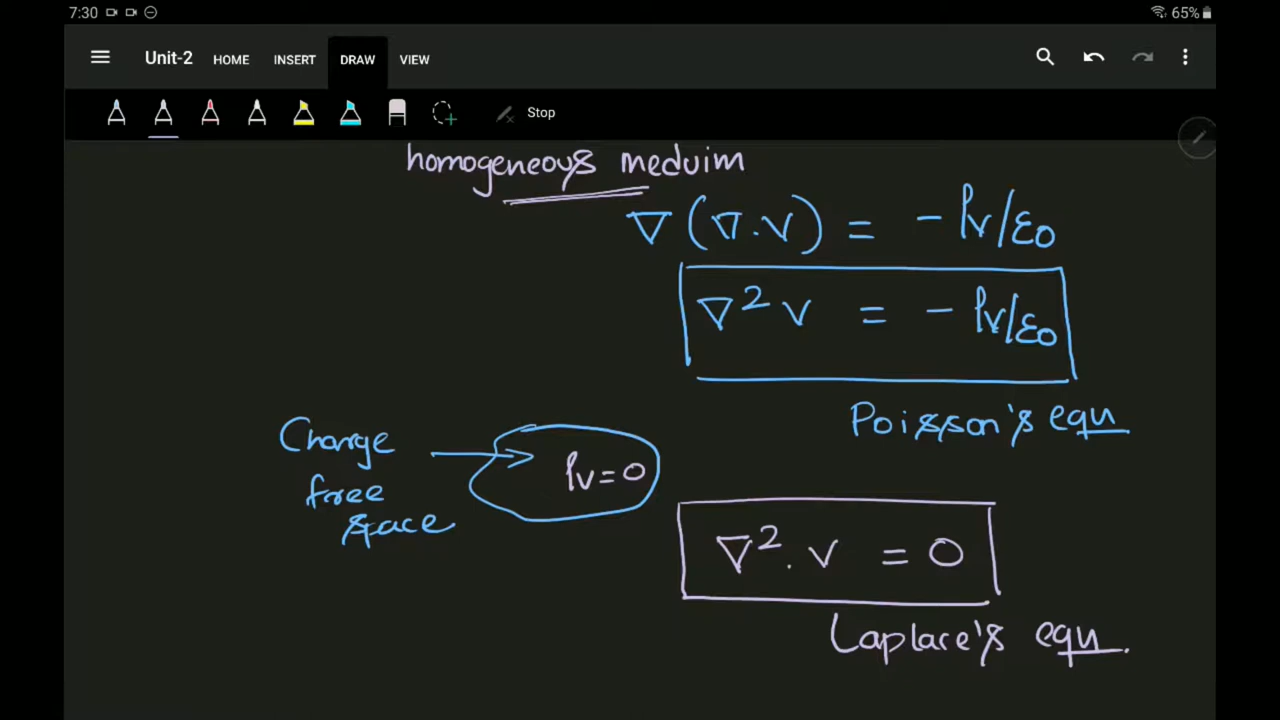 7:30
65%
Unit-2 HOME INSERT DRAW VIEW
Stop
homogeneous meduim
∇(∇.V) = -ρv/ε0
∇²V = -ρv/ε0
Poisson's equ
Charge
free
space
ρv=0
∇².V = 0
Laplace's equ.